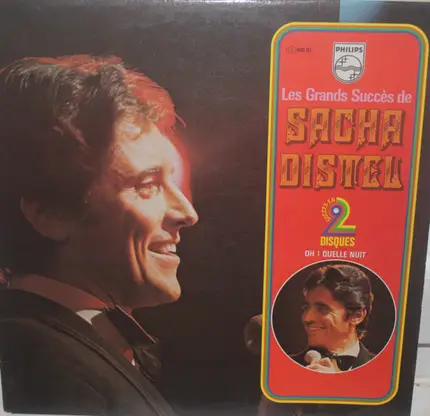 PHILIPS
Les Grands Succès de
SACHA
DISTEL
2
DISQUES
OH ! QUELLE NUIT